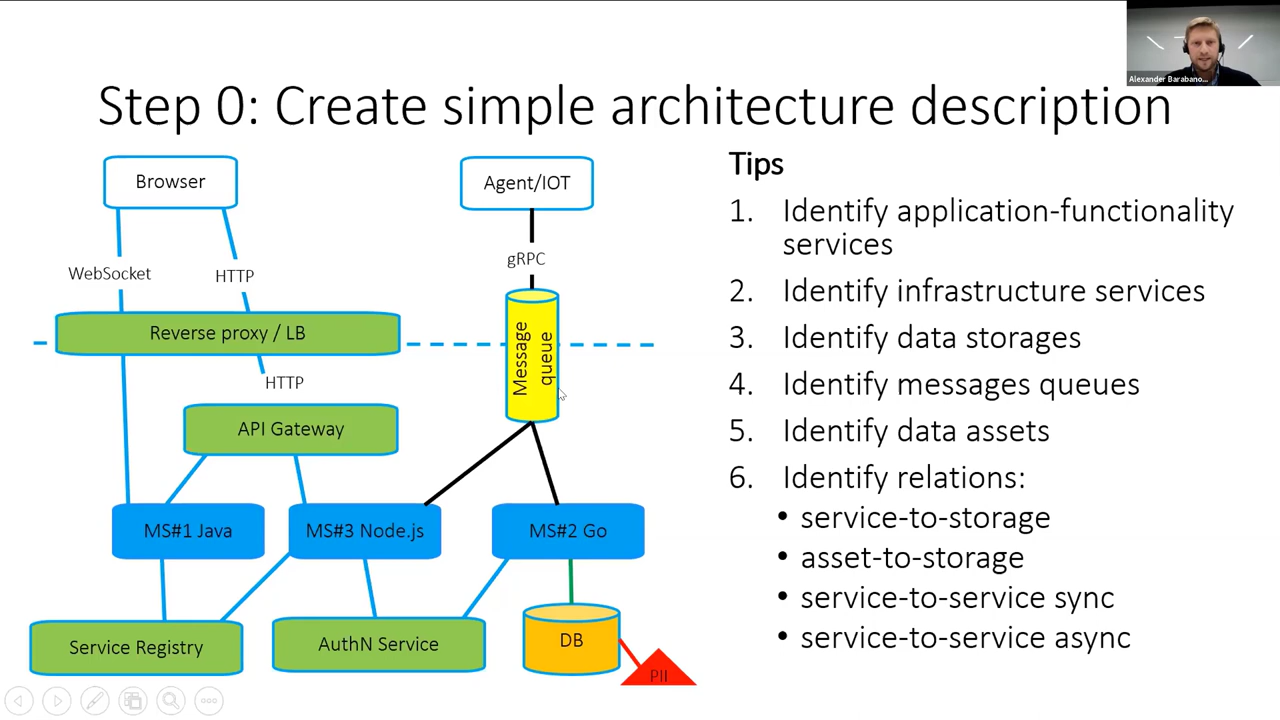 Alexander Barabano...
Step 0: Create simple architecture description
Browser
Agent/IOT
WebSocket
HTTP
gRPC
Reverse proxy / LB
Message
queue
HTTP
API Gateway
MS#1 Java
MS#3 Node.js
MS#2 Go
Service Registry
AuthN Service
DB
PII
Tips
1. Identify application-functionality
services
2. Identify infrastructure services
3. Identify data storages
4. Identify messages queues
5. Identify data assets
6. Identify relations:
• service-to-storage
• asset-to-storage
• service-to-service sync
• service-to-service async